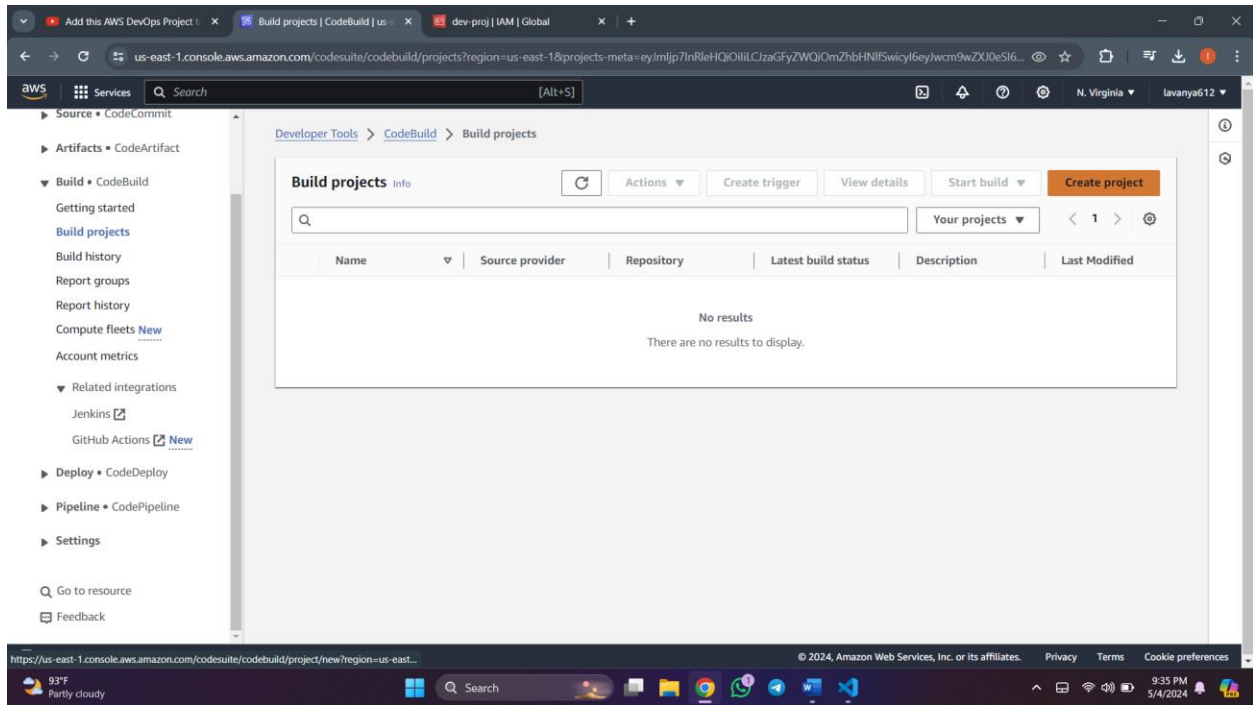 Add this AWS DevOps Project t
Build projects | CodeBuild | us-e
dev-proj | IAM | Global
us-east-1.console.aws.amazon.com/codesuite/codebuild/projects?region=us-east-1&projects-meta=
aws
Services
Search
[Alt+S]
N. Virginia
lavanya612
Source • CodeCommit
Artifacts • CodeArtifact
Build • CodeBuild
Getting started
Build projects
Build history
Report groups
Report history
Compute fleets New
Account metrics
Related integrations
Jenkins
GitHub Actions New
Deploy • CodeDeploy
Pipeline • CodePipeline
Settings
Go to resource
Feedback
Developer Tools > CodeBuild > Build projects
Build projects Info
Actions
Create trigger
View details
Start build
Create project
Your projects
1
Name
Source provider
Repository
Latest build status
Description
Last Modified
No results
There are no results to display.
https://us-east-1.console.aws.amazon.com/codesuite/codebuild/project/new?region=us-east...
© 2024, Amazon Web Services, Inc. or its affiliates.
Privacy
Terms
Cookie preferences
93°F
Partly cloudy
Search
9:35 PM
5/4/2024